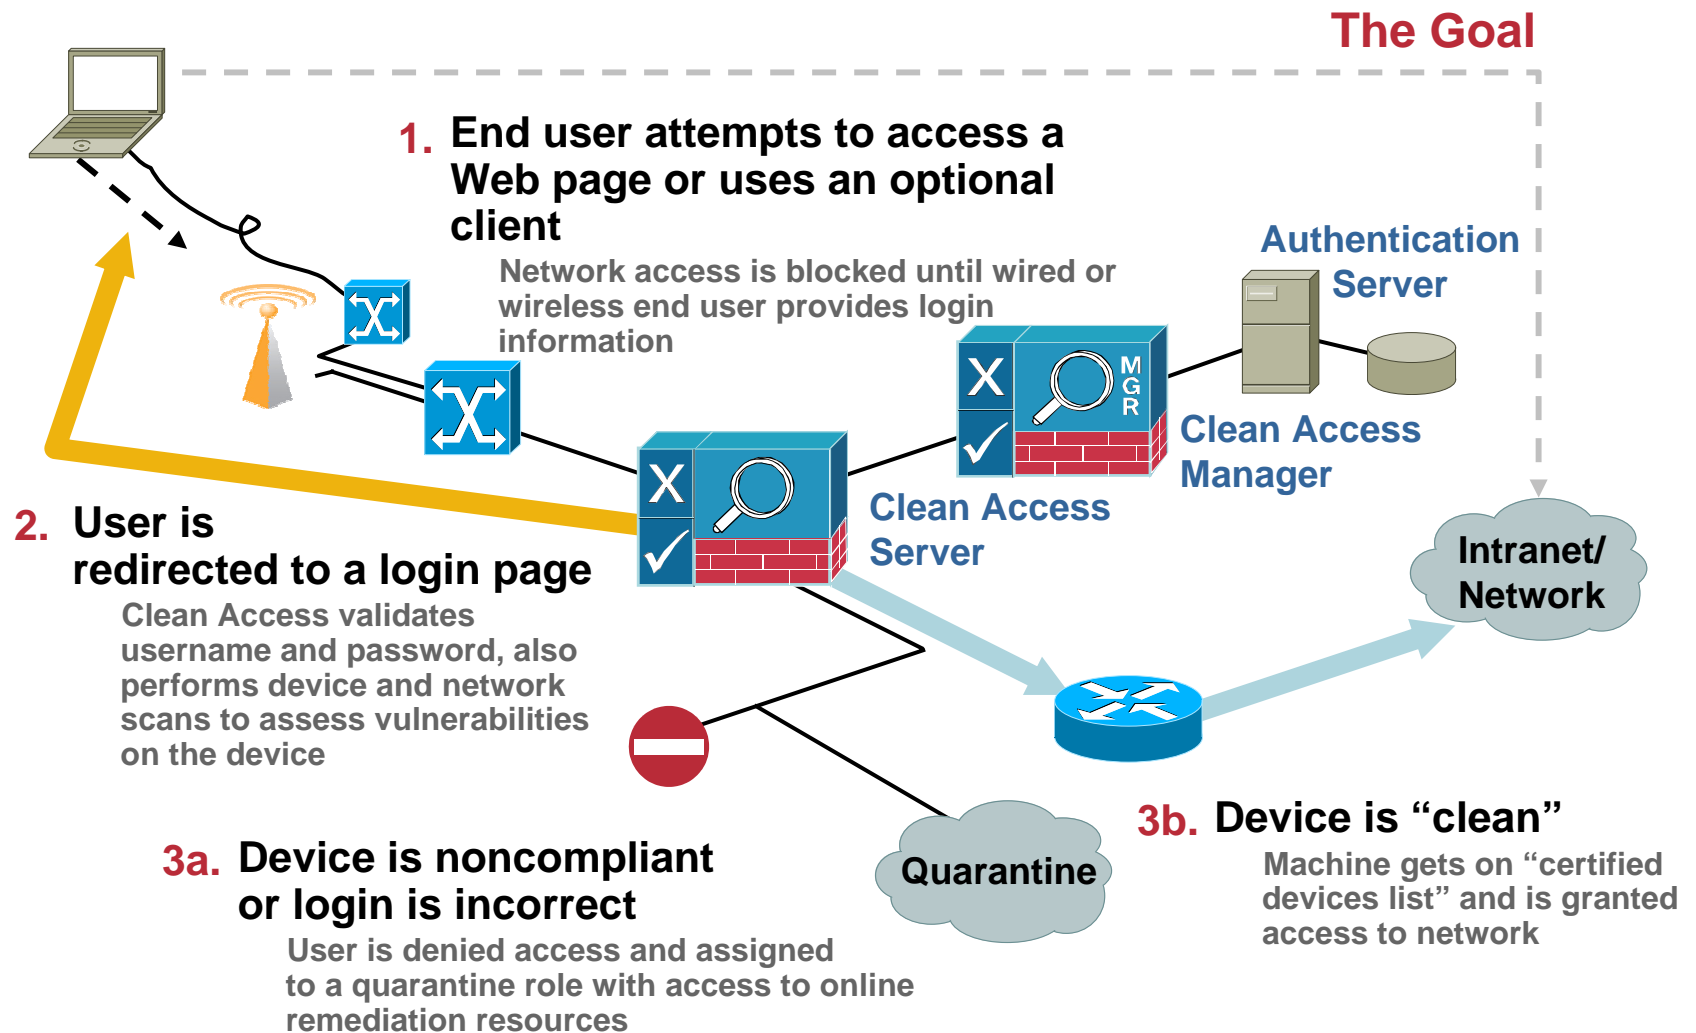 The Goal
1. End user attempts to access a
Web page or uses an optional
client
Network access is blocked until wired or
wireless end user provides login
information
Authentication
Server
X
MGR
Clean Access
Manager
X
Clean Access
Server
2. User is
redirected to a login page
Clean Access validates
username and password, also
performs device and network
scans to assess vulnerabilities
on the device
Intranet/
Network
3a. Device is noncompliant
or login is incorrect
User is denied access and assigned
to a quarantine role with access to online
remediation resources
Quarantine
3b. Device is “clean”
Machine gets on “certified
devices list” and is granted
access to network